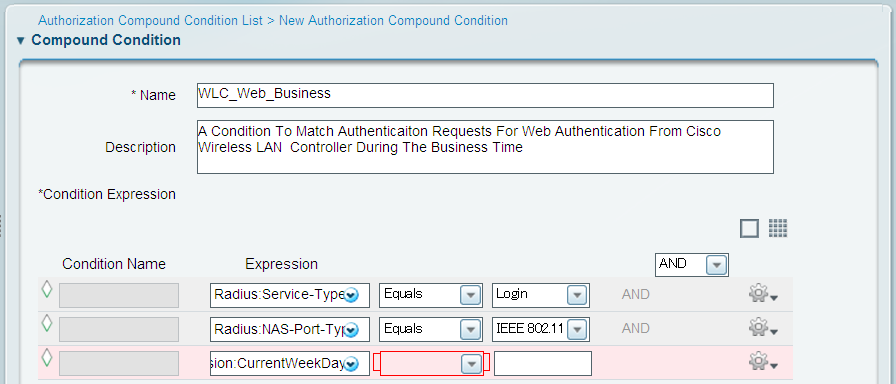 Authorization Compound Condition List > New Authorization Compound Condition
Compound Condition
* Name
WLC_Web_Business
Description
A Condition To Match Authenticaiton Requests For Web Authentication From Cisco
Wireless LAN Controller During The Business Time
*Condition Expression
Condition Name Expression AND
Radius:Service-Type Equals Login AND
Radius:NAS-Port-Typ Equals IEEE 802.11 AND
sion:CurrentWeekDay